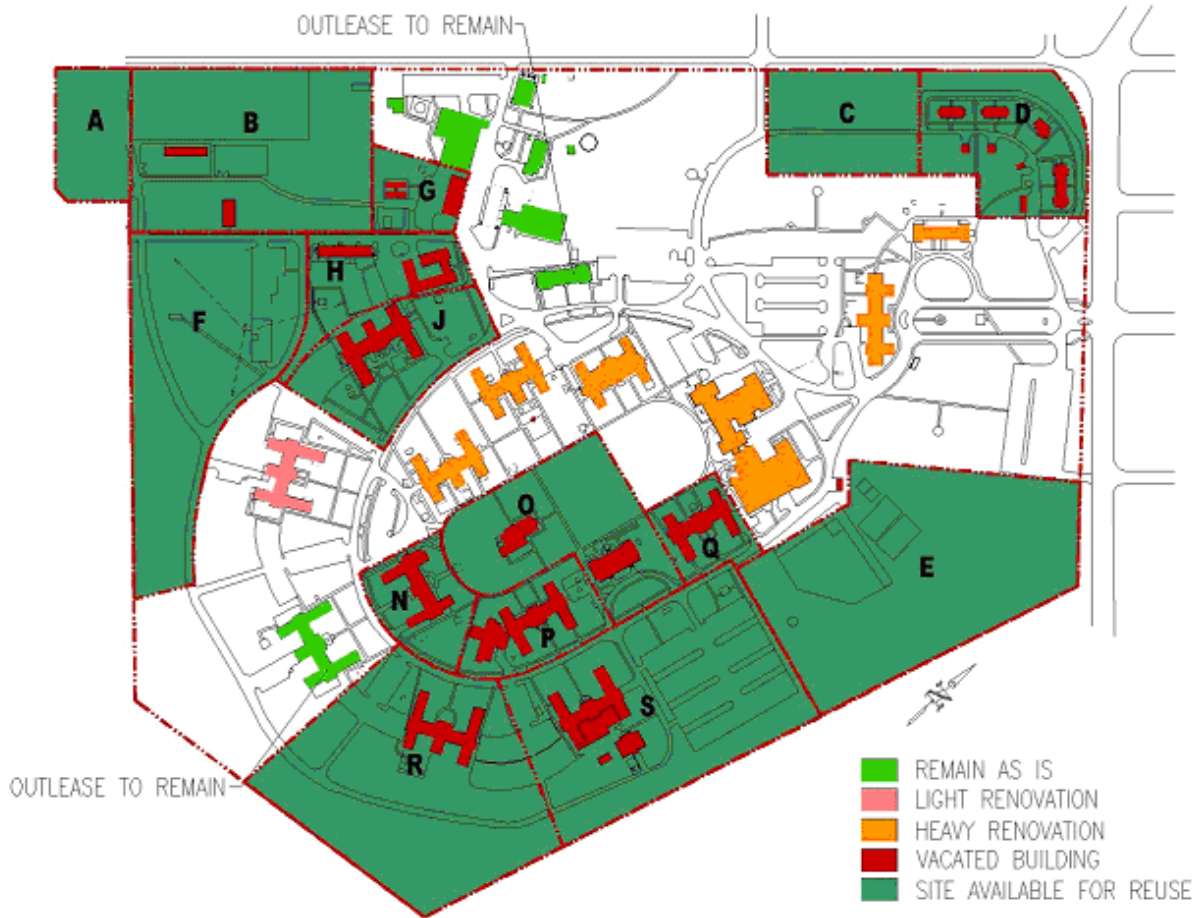 OUTLEASE TO REMAIN
A
B
C
D
G
H
F
J
O
Q
E
N
P
S
R
N
OUTLEASE TO REMAIN
REMAIN AS IS
LIGHT RENOVATION
HEAVY RENOVATION
VACATED BUILDING
SITE AVAILABLE FOR REUSE